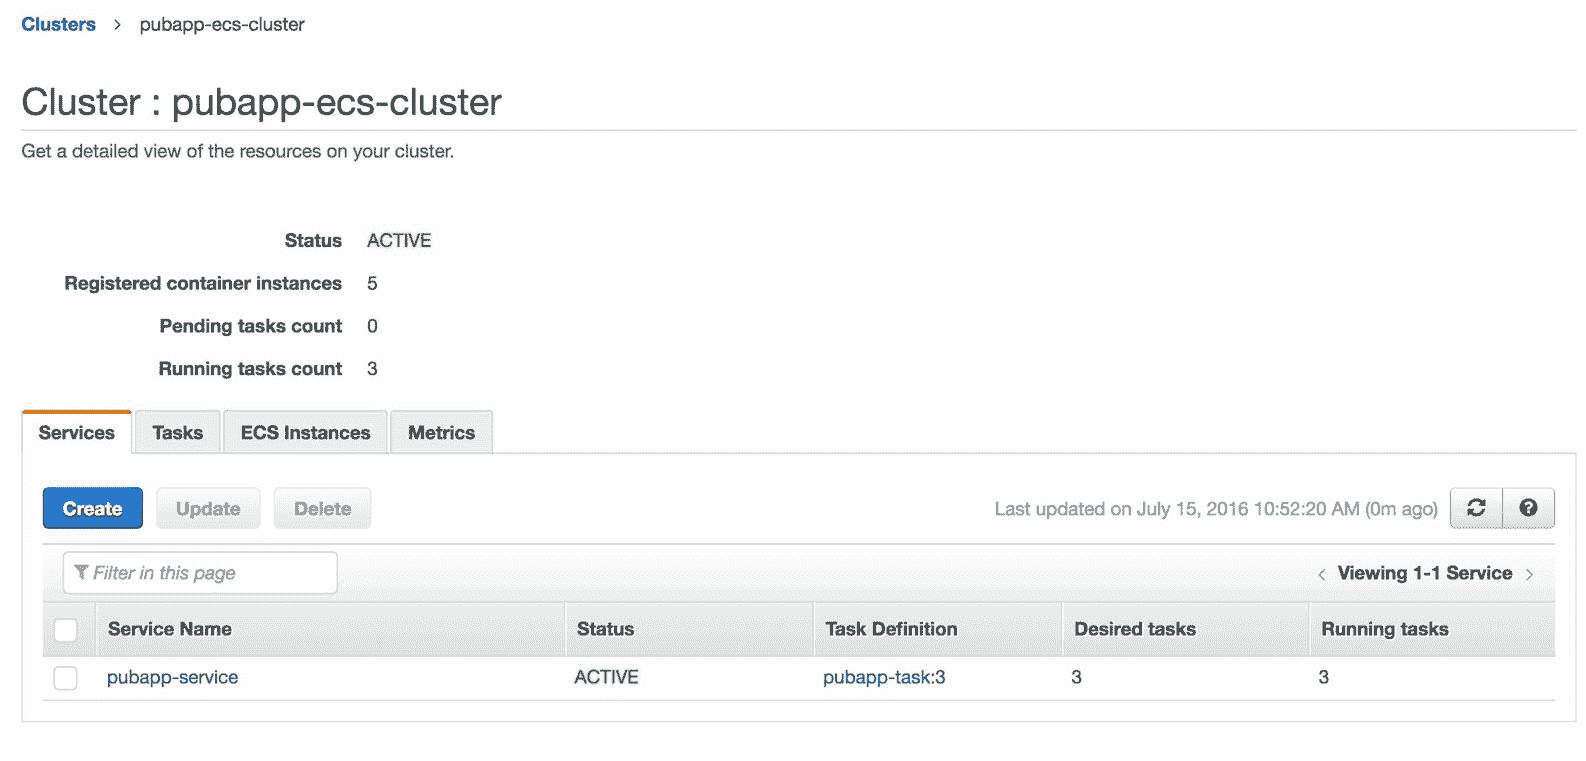 Clusters > pubapp-ecs-cluster
Cluster : pubapp-ecs-cluster
Get a detailed view of the resources on your cluster.
Status ACTIVE
Registered container instances 5
Pending tasks count 0
Running tasks count 3
Services Tasks ECS Instances Metrics
Create Update Delete Last updated on July 15, 2016 10:52:20 AM (0m ago) ?
Filter in this page < Viewing 1-1 Service >
Service Name Status Task Definition Desired tasks Running tasks
pubapp-service ACTIVE pubapp-task:3 3 3